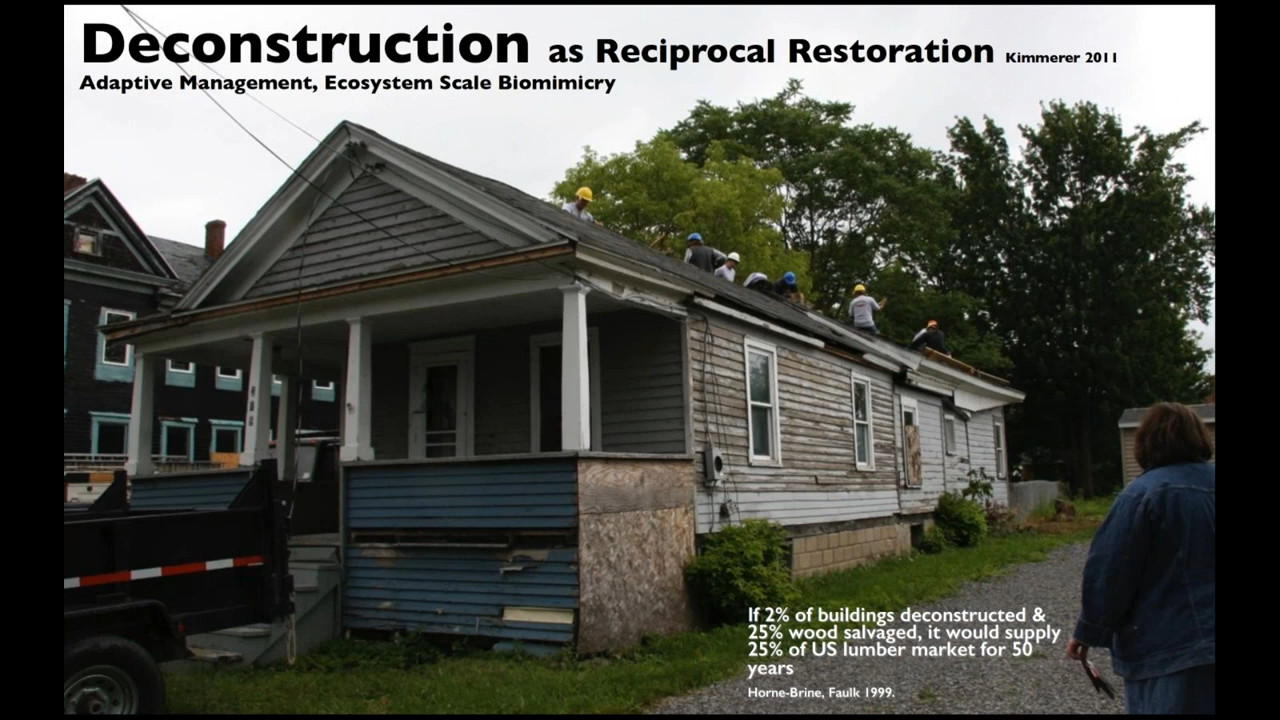 Deconstruction as Reciprocal Restoration Kimmerer 2011
Adaptive Management, Ecosystem Scale Biomimicry
If 2% of buildings deconstructed &
25% wood salvaged, it would supply
25% of US lumber market for 50
years
Horne-Brine, Faulk 1999.